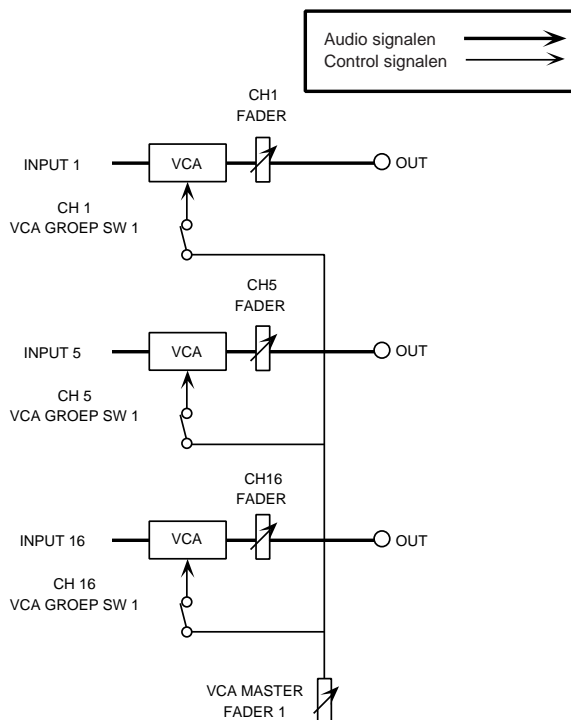 Audio signalen
Control signalen
CH1
FADER
INPUT 1
VCA
OUT
CH 1
VCA GROEP SW 1
CH5
FADER
INPUT 5
VCA
OUT
CH 5
VCA GROEP SW 1
CH16
FADER
INPUT 16
VCA
OUT
CH 16
VCA GROEP SW 1
VCA MASTER
FADER 1